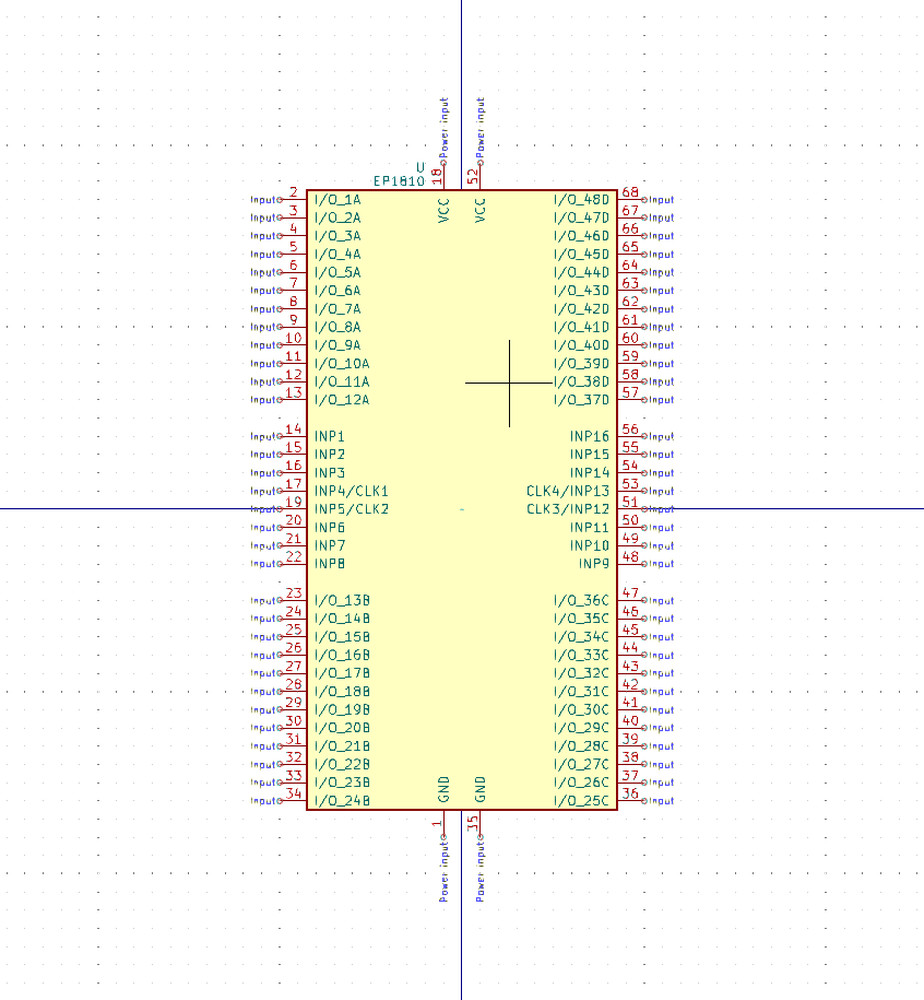 Power input Power input
U
EP1810 18 52
VCC VCC
Input 2 I/O_1A I/O_48D 68 Input
Input 3 I/O_2A I/O_47D 67 Input
Input 4 I/O_3A I/O_46D 66 Input
Input 5 I/O_4A I/O_45D 65 Input
Input 6 I/O_5A I/O_44D 64 Input
Input 7 I/O_6A I/O_43D 63 Input
Input 8 I/O_7A I/O_42D 62 Input
Input 9 I/O_8A I/O_41D 61 Input
Input 10 I/O_9A I/O_40D 60 Input
Input 11 I/O_10A I/O_39D 59 Input
Input 12 I/O_11A I/O_38D 58 Input
Input 13 I/O_12A I/O_37D 57 Input
Input 14 INP1 INP16 56 Input
Input 15 INP2 INP15 55 Input
Input 16 INP3 INP14 54 Input
Input 17 INP4/CLK1 CLK4/INP13 53 Input
Input 19 INP5/CLK2 CLK3/INP12 51 Input
Input 20 INP6 INP11 50 Input
Input 21 INP7 INP10 49 Input
Input 22 INP8 INP9 48 Input
Input 23 I/O_13B I/O_36C 47 Input
Input 24 I/O_14B I/O_35C 46 Input
Input 25 I/O_15B I/O_34C 45 Input
Input 26 I/O_16B I/O_33C 44 Input
Input 27 I/O_17B I/O_32C 43 Input
Input 28 I/O_18B I/O_31C 42 Input
Input 29 I/O_19B I/O_30C 41 Input
Input 30 I/O_20B I/O_29C 40 Input
Input 31 I/O_21B I/O_28C 39 Input
Input 32 I/O_22B I/O_27C 38 Input
Input 33 I/O_23B I/O_26C 37 Input
Input 34 I/O_24B I/O_25C 36 Input
GND GND
1 35
Power input Power input